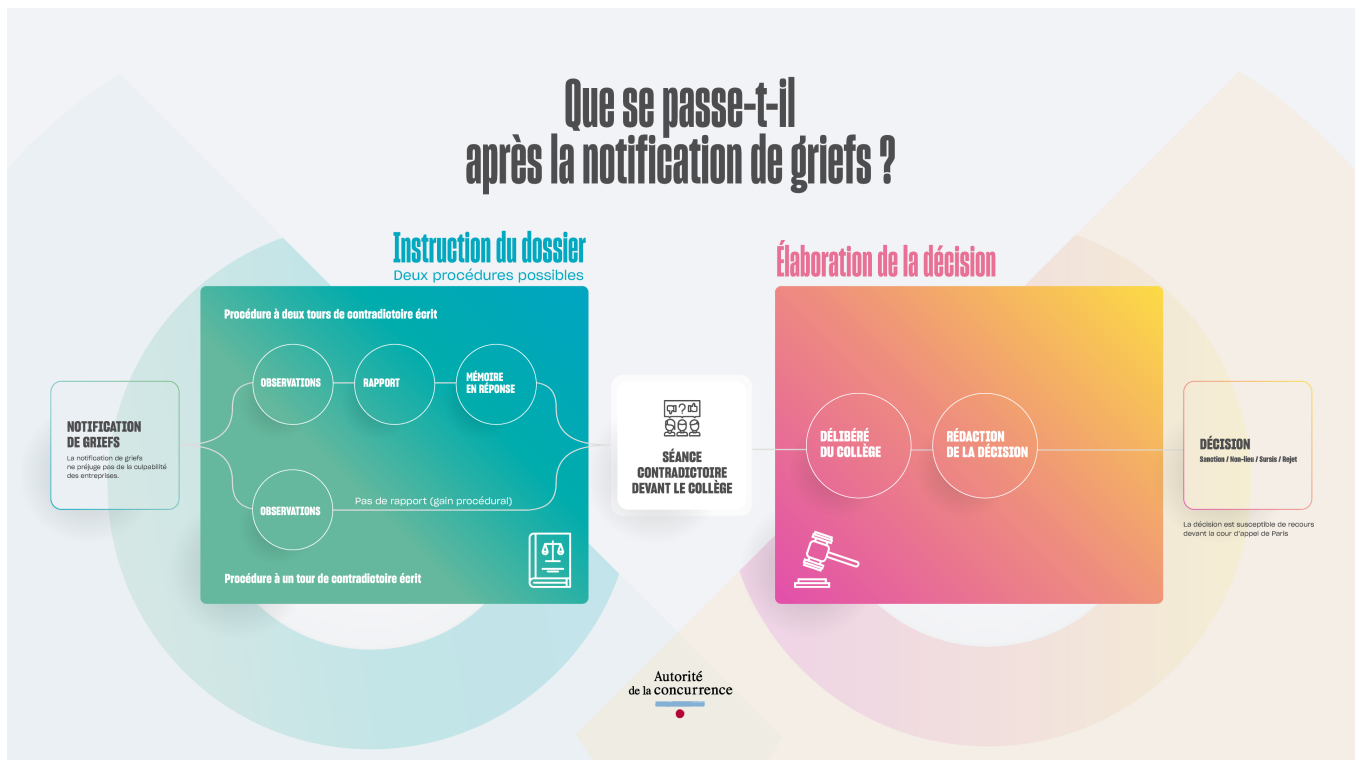 Que se passe-t-il
après la notification de griefs ?
Instruction du dossier
Deux procédures possibles
Élaboration de la décision
Procédure à deux tours de contradictoire écrit
OBSERVATIONS
RAPPORT
MÉMOIRE
EN RÉPONSE
NOTIFICATION
DE GRIEFS
La notification de griefs
ne préjuge pas de la culpabilité
des entreprises.
Pas de rapport (gain procédural)
OBSERVATIONS
Procédure à un tour de contradictoire écrit
?
SÉANCE
CONTRADICTOIRE
DEVANT LE COLLÈGE
DÉLIBÉRÉ
DU COLLÈGE
RÉDACTION
DE LA DÉCISION
DÉCISION
Sanction / Non-lieu / Sursis / Rejet
La décision est susceptible de recours
devant la cour d'appel de Paris
Autorité
de la concurrence